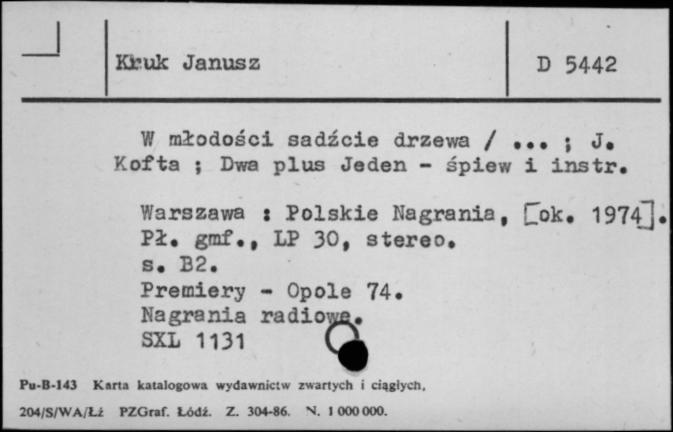 Kruk Janusz
D 5442
W młodości sadźcie drzewa / ... ; J.
Kofta ; Dwa plus Jeden - śpiew i instr.
Warszawa : Polskie Nagrania, [ok. 1974].
Pł. gmf., LP 30, stereo.
s. B2.
Premiery - Opole 74.
Nagrania radiowe.
SXL 1131
Pu-B-143 Karta katalogowa wydawnictw zwartych i ciągłych,
204/S/WA/Łż PZGraf. Łódź. Z. 304-86. N. 1 000 000.